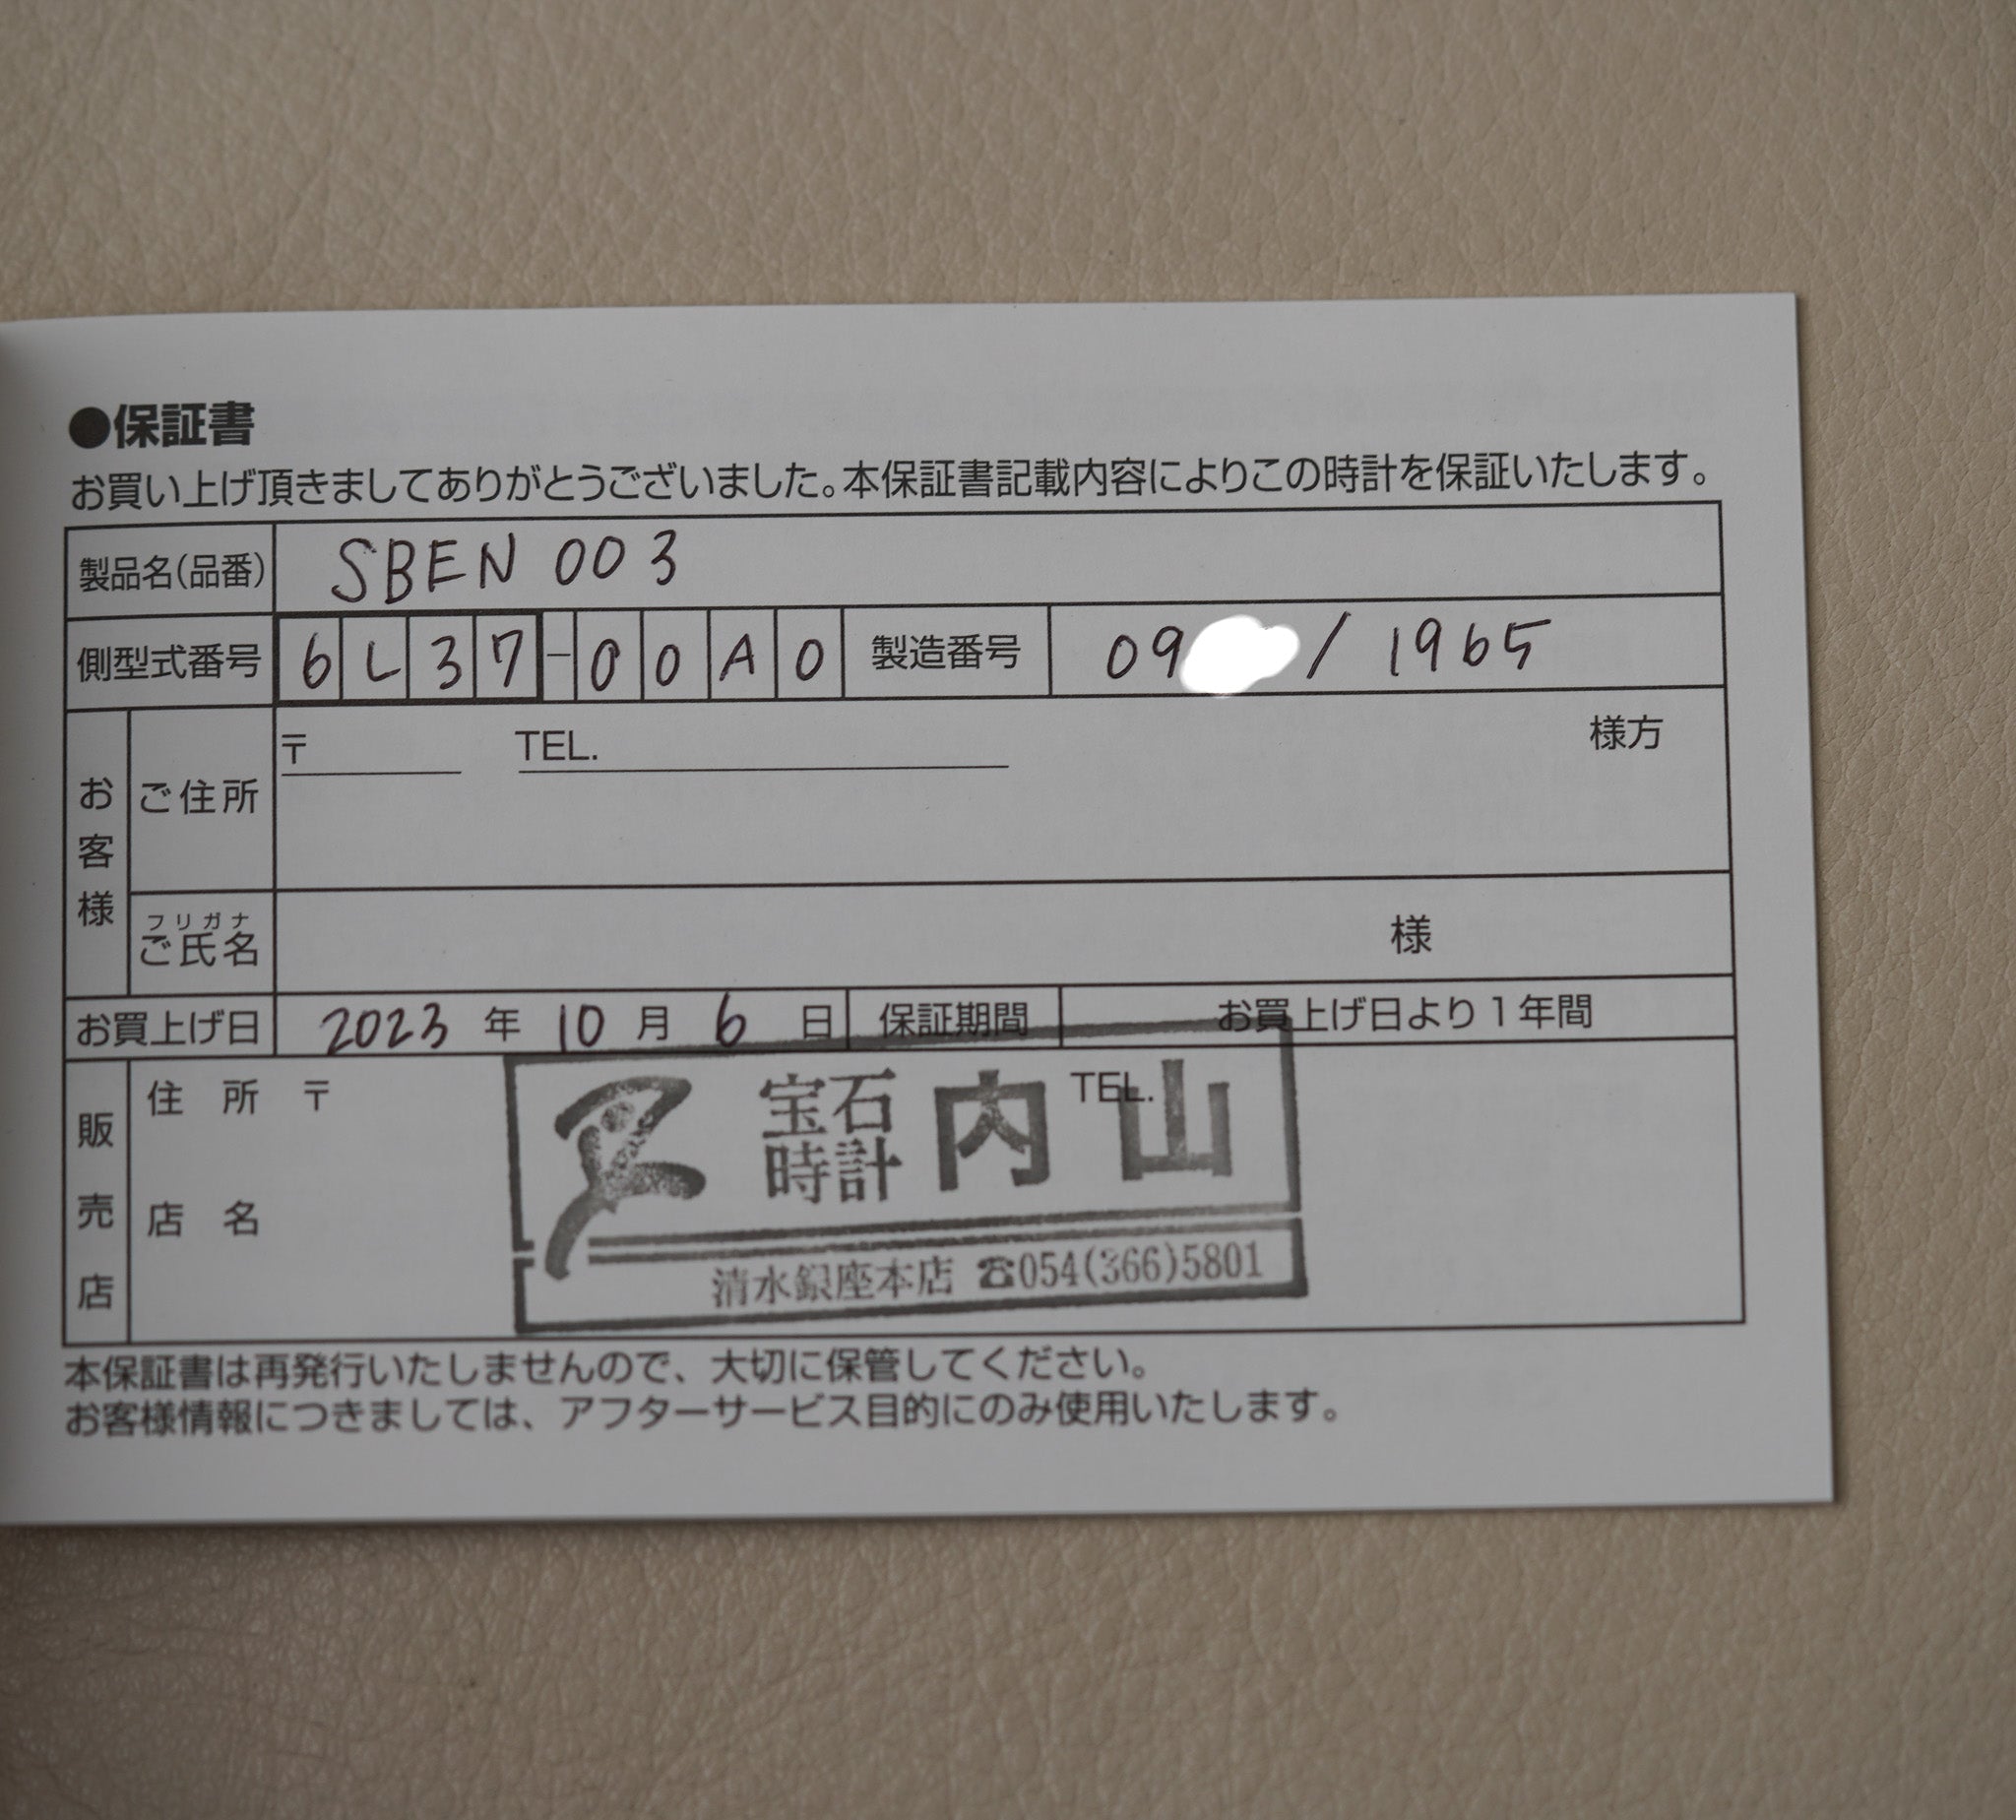 ●保証書
お買い上げ頂きましてありがとうございました。本保証書記載内容によりこの時計を保証いたします。
製品名(品番) SBEN 003
側型式番号 6L37-00A0 製造番号 09 / 1965
お客様
ご住所 〒 TEL. 様方
フリガナ
ご氏名 様
お買上げ日 2023 年 10 月 6 日 保証期間 お買上げ日より1年間
販売店
住所 〒 TEL.
店名
宝石
時計
内山
清水銀座本店 ☎054(366)5801
本保証書は再発行いたしませんので、大切に保管してください。
お客様情報につきましては、アフターサービス目的にのみ使用いたします。